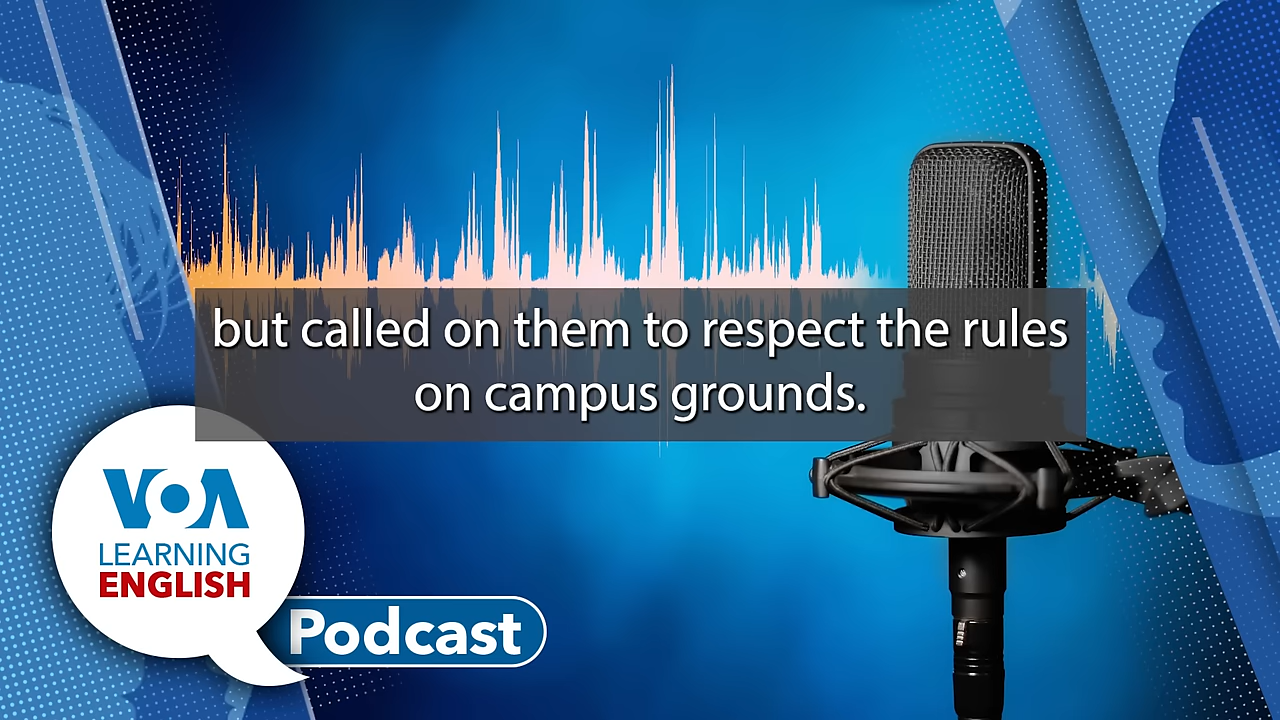 but called on them to respect the rules
on campus grounds.
VOA
LEARNING
ENGLISH
Podcast